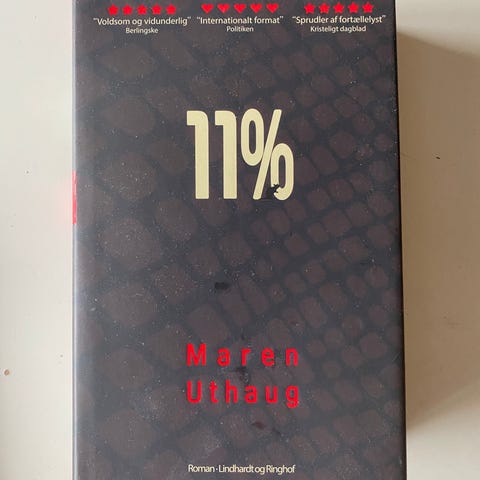 "Voldsom og vidunderlig"
Berlingske
"Internationalt format"
Politiken
"Sprudler af fortællelyst"
Kristeligt dagblad
11%
Maren
Uthaug
Roman · Lindhardt og Ringhof